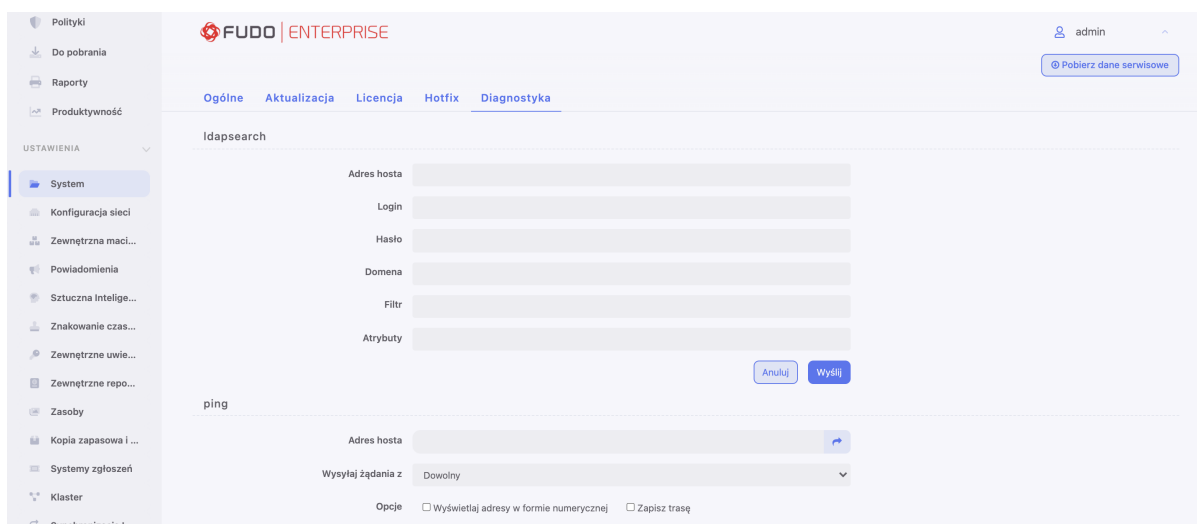 Polityki
Do pobrania
Raporty
Produktywność
USTAWIENIA
System
Konfiguracja sieci
Zewnętrzna maci...
Powiadomienia
Sztuczna Intelige...
Znakowanie czas...
Zewnętrzne uwie...
Zewnętrzne repo...
Zasoby
Kopia zapasowa i ...
Systemy zgłoszeń
Klaster
FUDO ENTERPRISE
admin
Pobierz dane serwisowe
Ogólne Aktualizacja Licencja Hotfix Diagnostyka
ldapsearch
Adres hosta
Login
Hasło
Domena
Filtr
Atrybuty
Anuluj Wyślij
ping
Adres hosta
Wysyłaj żądania z Dowolny
Opcje Wyświetlaj adresy w formie numerycznej Zapisz trasę